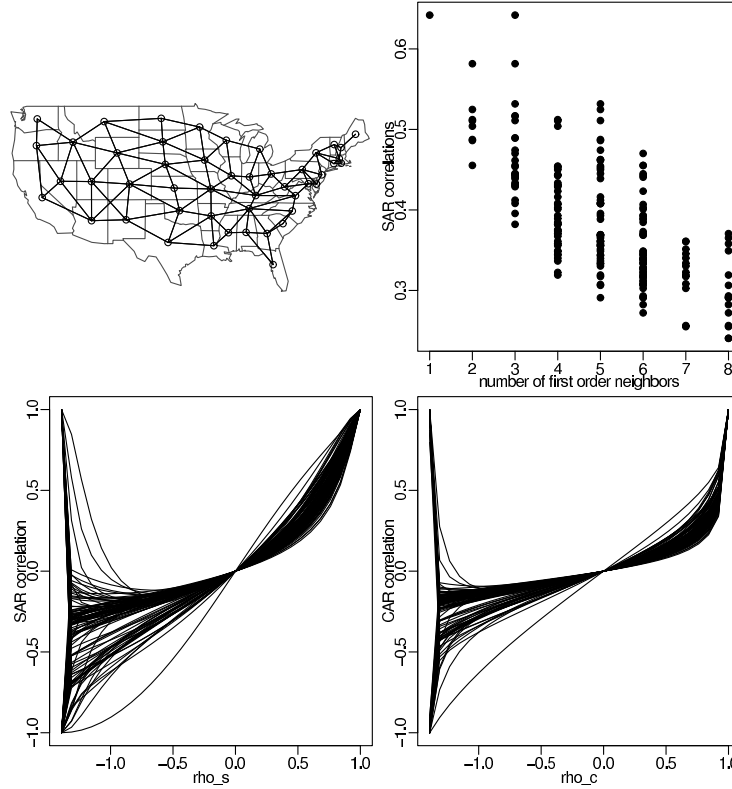 SAR correlations
0.6
0.5
0.4
0.3
1 2 3 4 5 6 7 8
number of first order neighbors
SAR correlation
1.0
0.5
0.0
−0.5
−1.0
−1.0 −0.5 0.0 0.5 1.0
rho_s
CAR correlation
1.0
0.5
0.0
−0.5
−1.0
−1.0 −0.5 0.0 0.5 1.0
rho_c